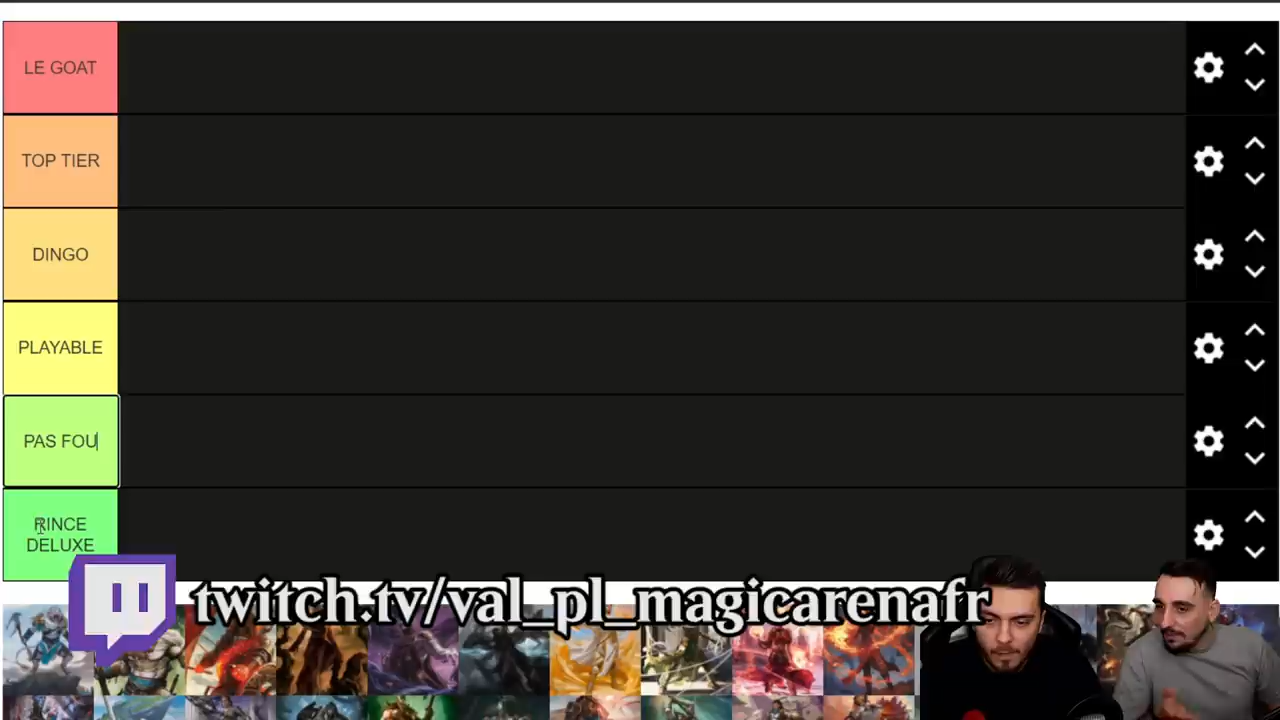 LE GOAT
TOP TIER
DINGO
PLAYABLE
PAS FOU
RINCE
DELUXE
twitch.tv/val_pl_magicarenafr